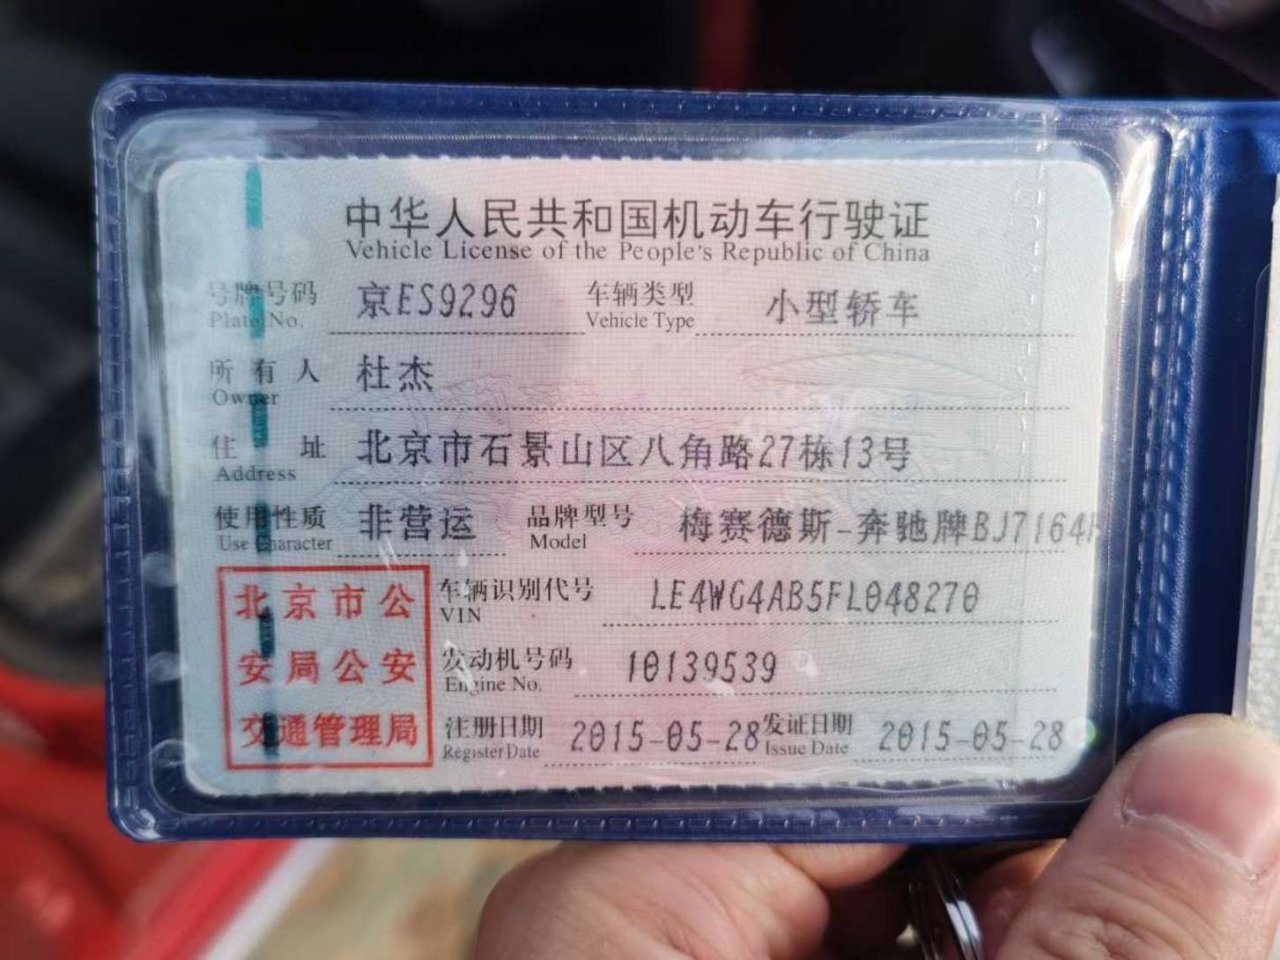 中华人民共和国机动车行驶证
Vehicle License of the People's Republic of China
号牌号码 京ES9296 车辆类型 小型轿车
Plate No. Vehicle Type
所有人 杜杰
Owner
住址 北京市石景山区八角路27栋13号
Address
使用性质 非营运 品牌型号 梅赛德斯-奔驰牌BJ7164
Use Character Model
北京市公安局公安交通管理局
车辆识别代号 LE4WG4AB5FL048270
VIN
发动机号码 10139539
Engine No.
注册日期 2015-05-28 发证日期 2015-05-28
Register Date Issue Date